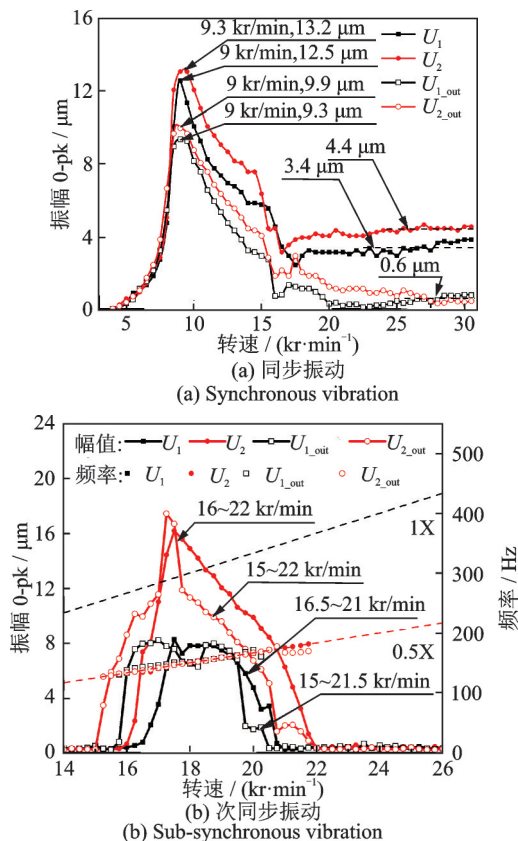 16
12
8
4
0
振幅 0-pk / μm
9.3 kr/min,13.2 μm
9 kr/min,12.5 μm
9 kr/min,9.9 μm
9 kr/min,9.3 μm
U₁
U₂
U₁_out
U₂_out
4.4 μm
3.4 μm
0.6 μm
5 10 15 20 25 30
转速 / (kr·min⁻¹)
(a) 同步振动
(a) Synchronous vibration
24
20
16
12
8
4
0
振幅 0-pk / μm
幅值: U₁ U₂ U₁_out U₂_out
频率: U₁ U₂ U₁_out U₂_out
16~22 kr/min
1X
15~22 kr/min
16.5~21 kr/min
0.5X
15~21.5 kr/min
500
400
300
200
100
0
频率 / Hz
14 16 18 20 22 24 26
转速 / (kr·min⁻¹)
(b) 次同步振动
(b) Sub-synchronous vibration